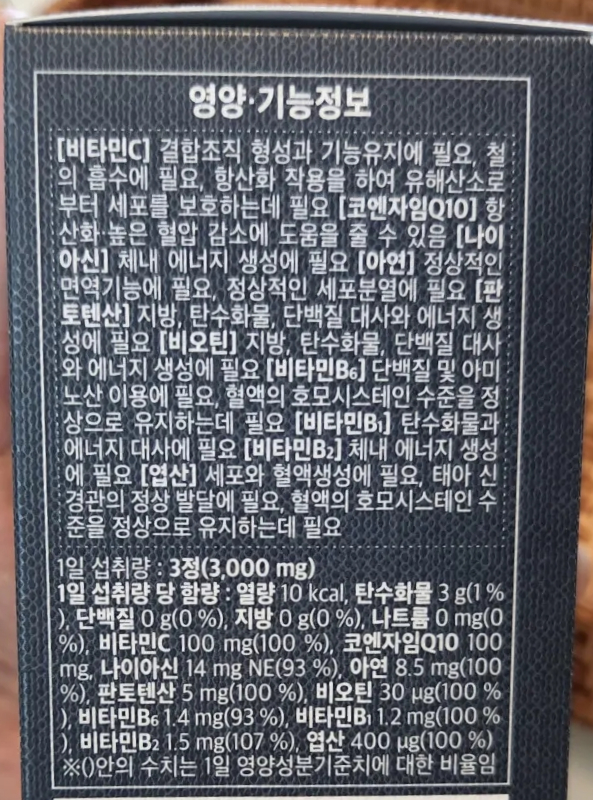 영양·기능정보
[비타민C] 결합조직 형성과 기능유지에 필요, 철
의 흡수에 필요, 항산화 작용을 하여 유해산소로
부터 세포를 보호하는데 필요 [코엔자임Q10] 항
산화·높은 혈압 감소에 도움을 줄 수 있음 [나이
아신] 체내 에너지 생성에 필요 [아연] 정상적인
면역기능에 필요, 정상적인 세포분열에 필요 [판
토텐산] 지방, 탄수화물, 단백질 대사와 에너지 생
성에 필요 [비오틴] 지방, 탄수화물, 단백질 대사
와 에너지 생성에 필요 [비타민B₆] 단백질 및 아미
노산 이용에 필요, 혈액의 호모시스테인 수준을 정
상으로 유지하는데 필요 [비타민B₁] 탄수화물과
에너지 대사에 필요 [비타민B₂] 체내 에너지 생성
에 필요 [엽산] 세포와 혈액생성에 필요, 태아 신
경관의 정상 발달에 필요, 혈액의 호모시스테인 수
준을 정상으로 유지하는데 필요
1일 섭취량 : 3정(3,000 mg)
1일 섭취량 당 함량 : 열량 10 kcal, 탄수화물 3 g(1 %
), 단백질 0 g(0 %), 지방 0 g(0 %), 나트륨 0 mg(0
%), 비타민C 100 mg(100 %), 코엔자임Q10 100
mg, 나이아신 14 mg NE(93 %), 아연 8.5 mg(100
%), 판토텐산 5 mg(100 %), 비오틴 30 µg(100 %
), 비타민B₆ 1.4 mg(93 %), 비타민B₁ 1.2 mg(100 %
), 비타민B₂ 1.5 mg(107 %), 엽산 400 µg(100 %)
※()안의 수치는 1일 영양성분기준치에 대한 비율임